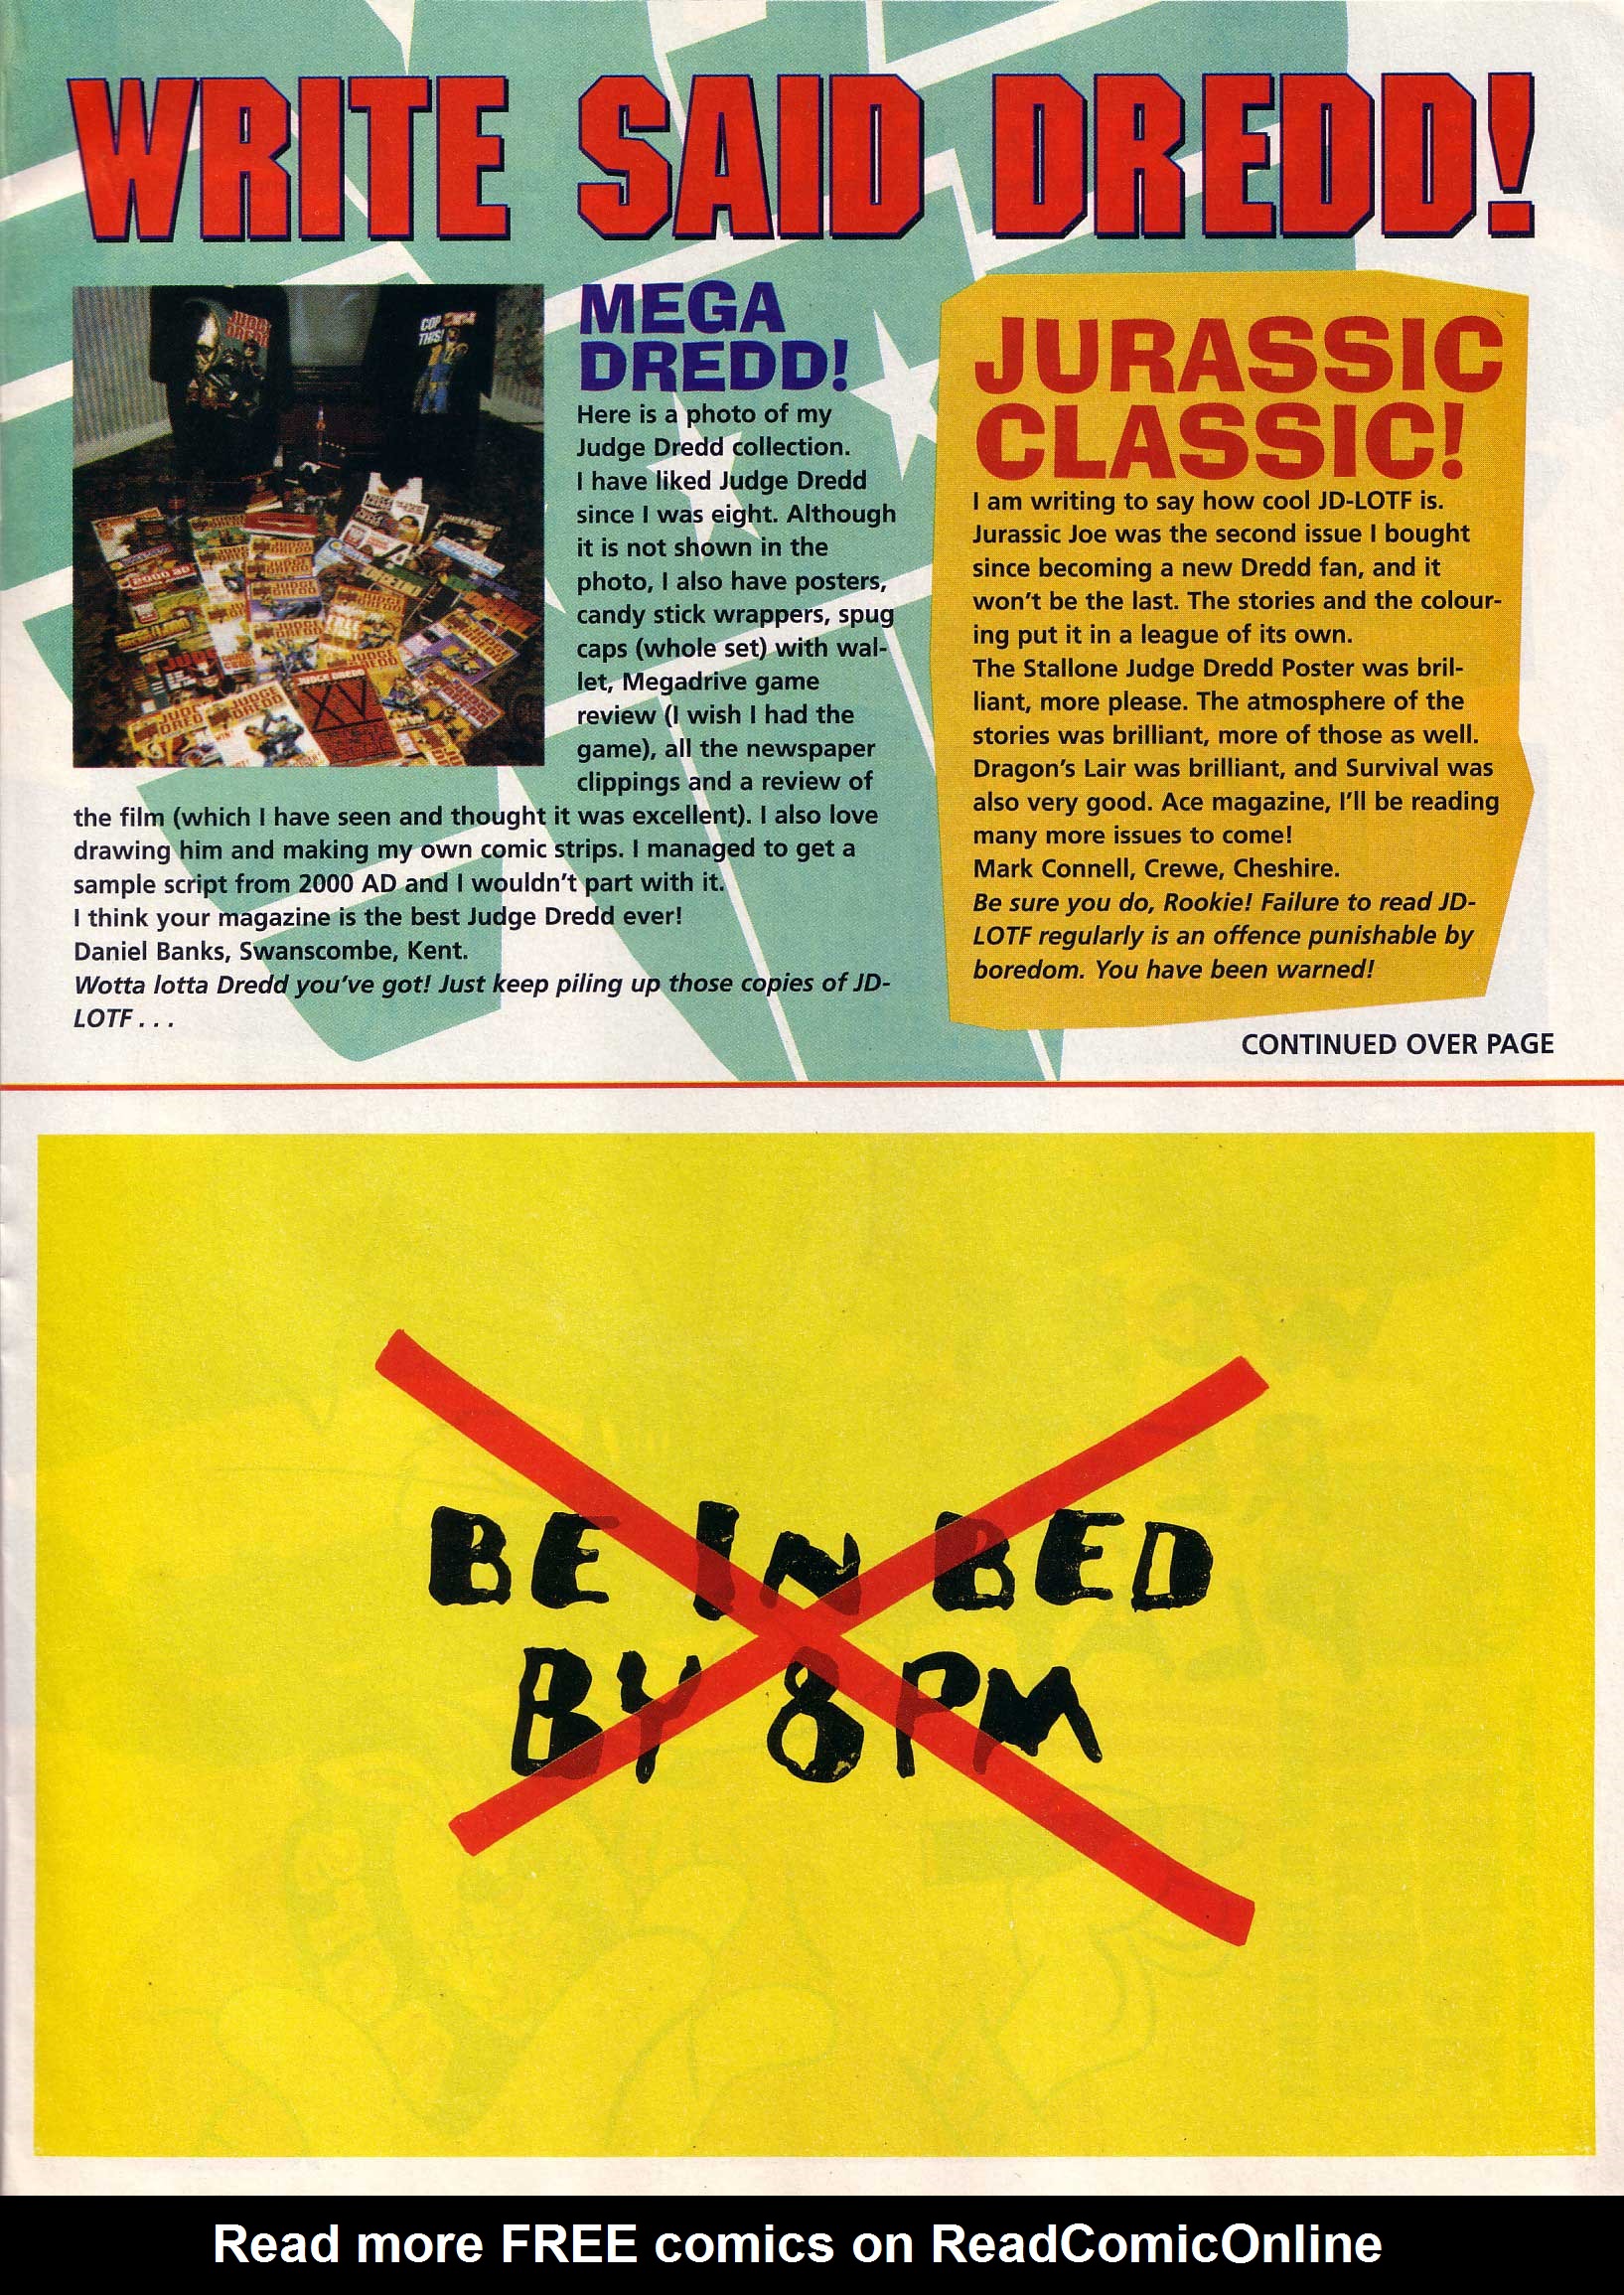 WRITE SAID DREDD!
MEGA
DREDD!
Here is a photo of my
Judge Dredd collection.
I have liked Judge Dredd
since I was eight. Although
it is not shown in the
photo, I also have posters,
candy stick wrappers, spug
caps (whole set) with wal-
let, Megadrive game
review (I wish I had the
game), all the newspaper
clippings and a review of
the film (which I have seen and thought it was excellent). I also love
drawing him and making my own comic strips. I managed to get a
sample script from 2000 AD and I wouldn't part with it.
I think your magazine is the best Judge Dredd ever!
Daniel Banks, Swanscombe, Kent.
Wotta lotta Dredd you've got! Just keep piling up those copies of JD-
LOTF . . .
JURASSIC
CLASSIC!
I am writing to say how cool JD-LOTF is.
Jurassic Joe was the second issue I bought
since becoming a new Dredd fan, and it
won't be the last. The stories and the colour-
ing put it in a league of its own.
The Stallone Judge Dredd Poster was bril-
liant, more please. The atmosphere of the
stories was brilliant, more of those as well.
Dragon's Lair was brilliant, and Survival was
also very good. Ace magazine, I'll be reading
many more issues to come!
Mark Connell, Crewe, Cheshire.
Be sure you do, Rookie! Failure to read JD-
LOTF regularly is an offence punishable by
boredom. You have been warned!
CONTINUED OVER PAGE
BE IN BED
BY 8PM
Read more FREE comics on ReadComicOnline